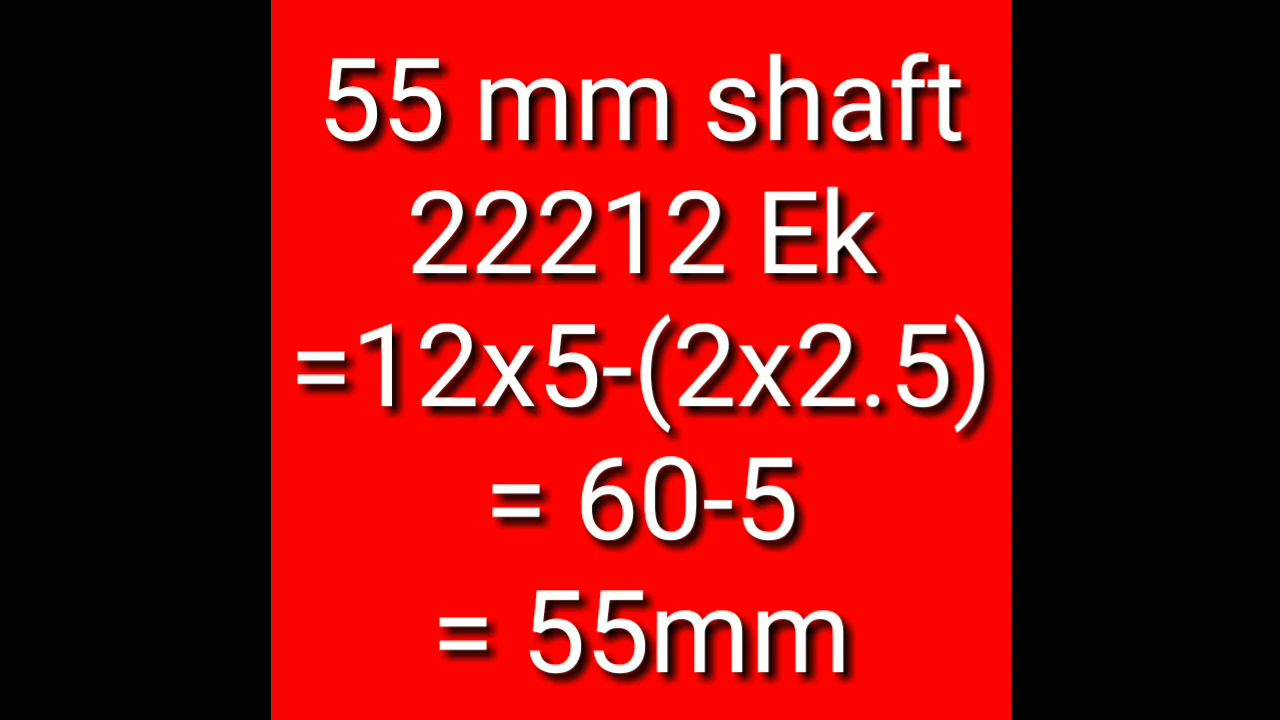 55 mm shaft
22212 Ek
=12x5-(2x2.5)
= 60-5
= 55mm